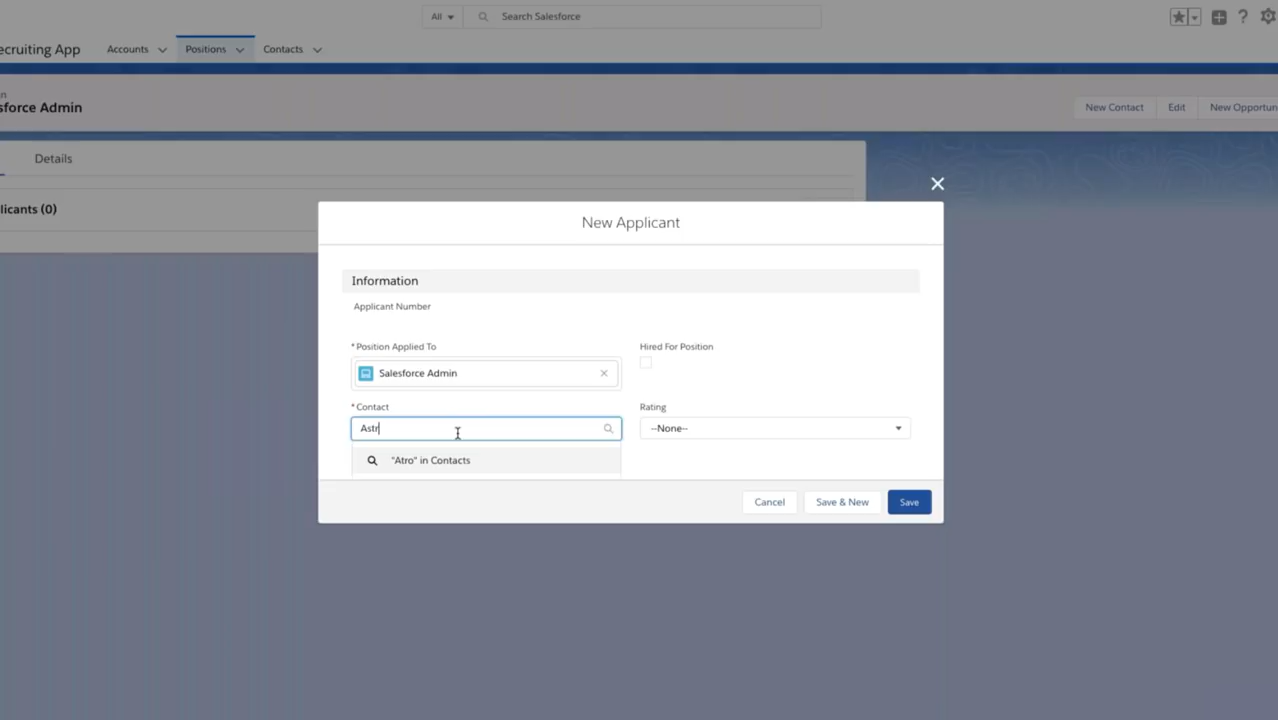 All
Search Salesforce
ecruiting App
Accounts
Positions
Contacts
n
sforce Admin
New Contact
Edit
New Opportun
Details
licants (0)
New Applicant
Information
Applicant Number
*Position Applied To
Hired For Position
Salesforce Admin
*Contact
Rating
Astr
--None--
"Atro" in Contacts
Cancel
Save & New
Save